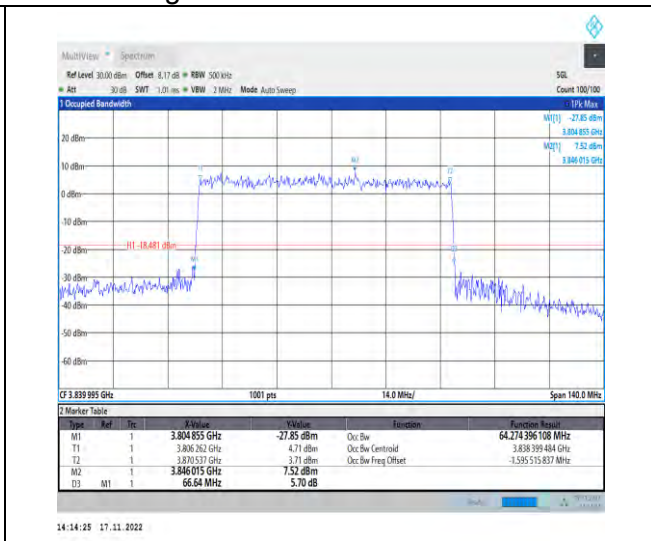 MultiView Spectrum
Ref Level 30.00 dBm Offset 8.17 dB RBW 500 kHz SGL
Att 30 dB SWT 1.01 ms VBW 2 MHz Mode Auto Sweep Count 100/100
1 Occupied Bandwidth 1Pk Max
M1[1] -27.85 dBm
3.804 855 GHz
M2[1] 7.52 dBm
3.846 015 GHz
20 dBm
10 dBm
0 dBm
-10 dBm
-20 dBm
-30 dBm
-40 dBm
-50 dBm
-60 dBm
H1 -18.481 dBm
M2
T2
M1
CF 3.839 995 GHz 1001 pts 14.0 MHz/ Span 140.0 MHz
2 Marker Table
Type Ref Trc X-Value Y-Value Function Function Result
M1 1 3.804 855 GHz -27.85 dBm Occ Bw 64.274 396 108 MHz
T1 1 3.806 262 GHz 4.71 dBm Occ Bw Centroid 3.838 399 484 GHz
T2 1 3.870 537 GHz 3.71 dBm Occ Bw Freq Offset -1.595 515 837 MHz
M2 1 3.846 015 GHz 7.52 dBm
D3 M1 1 66.64 MHz 5.70 dB
14:14:25 17.11.2022